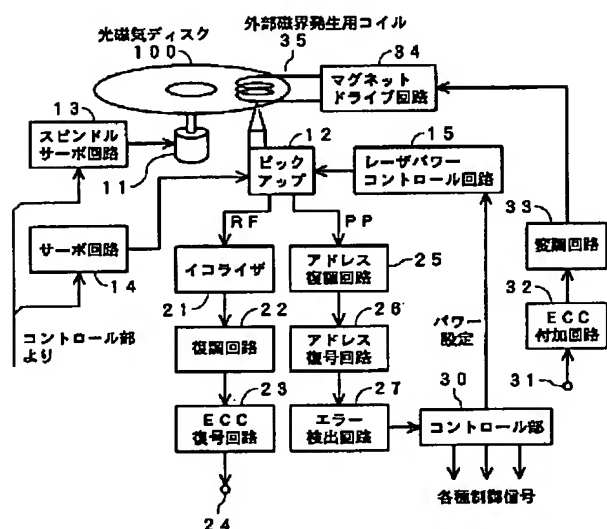 光磁気ディスク
100
外部磁界発生用コイル
35
34
マグネット
ドライブ回路
13
スピンドル
サーボ回路
11
12
ピック
アップ
15
レーザパワー
コントロール回路
RF
PP
サーボ回路
14
イコライザ
21
アドレス
復調回路
25
33
変調回路
コントロール部
より
22
復調回路
26
アドレス
復号回路
パワー
設定
32
ECC
付加回路
31
23
ECC
復号回路
27
エラー
検出回路
30
コントロール部
24
各種制御信号